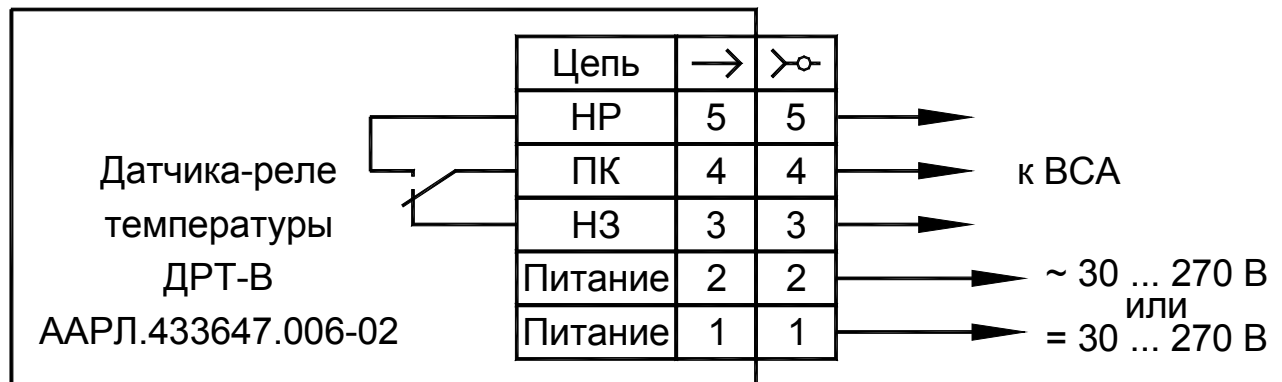 Цепь
НР 5 5
Датчика-реле ПК 4 4 к ВСА
температуры НЗ 3 3
ДРТ-В Питание 2 2 ~ 30 ... 270 В
или
ААРЛ.433647.006-02 Питание 1 1 = 30 ... 270 В